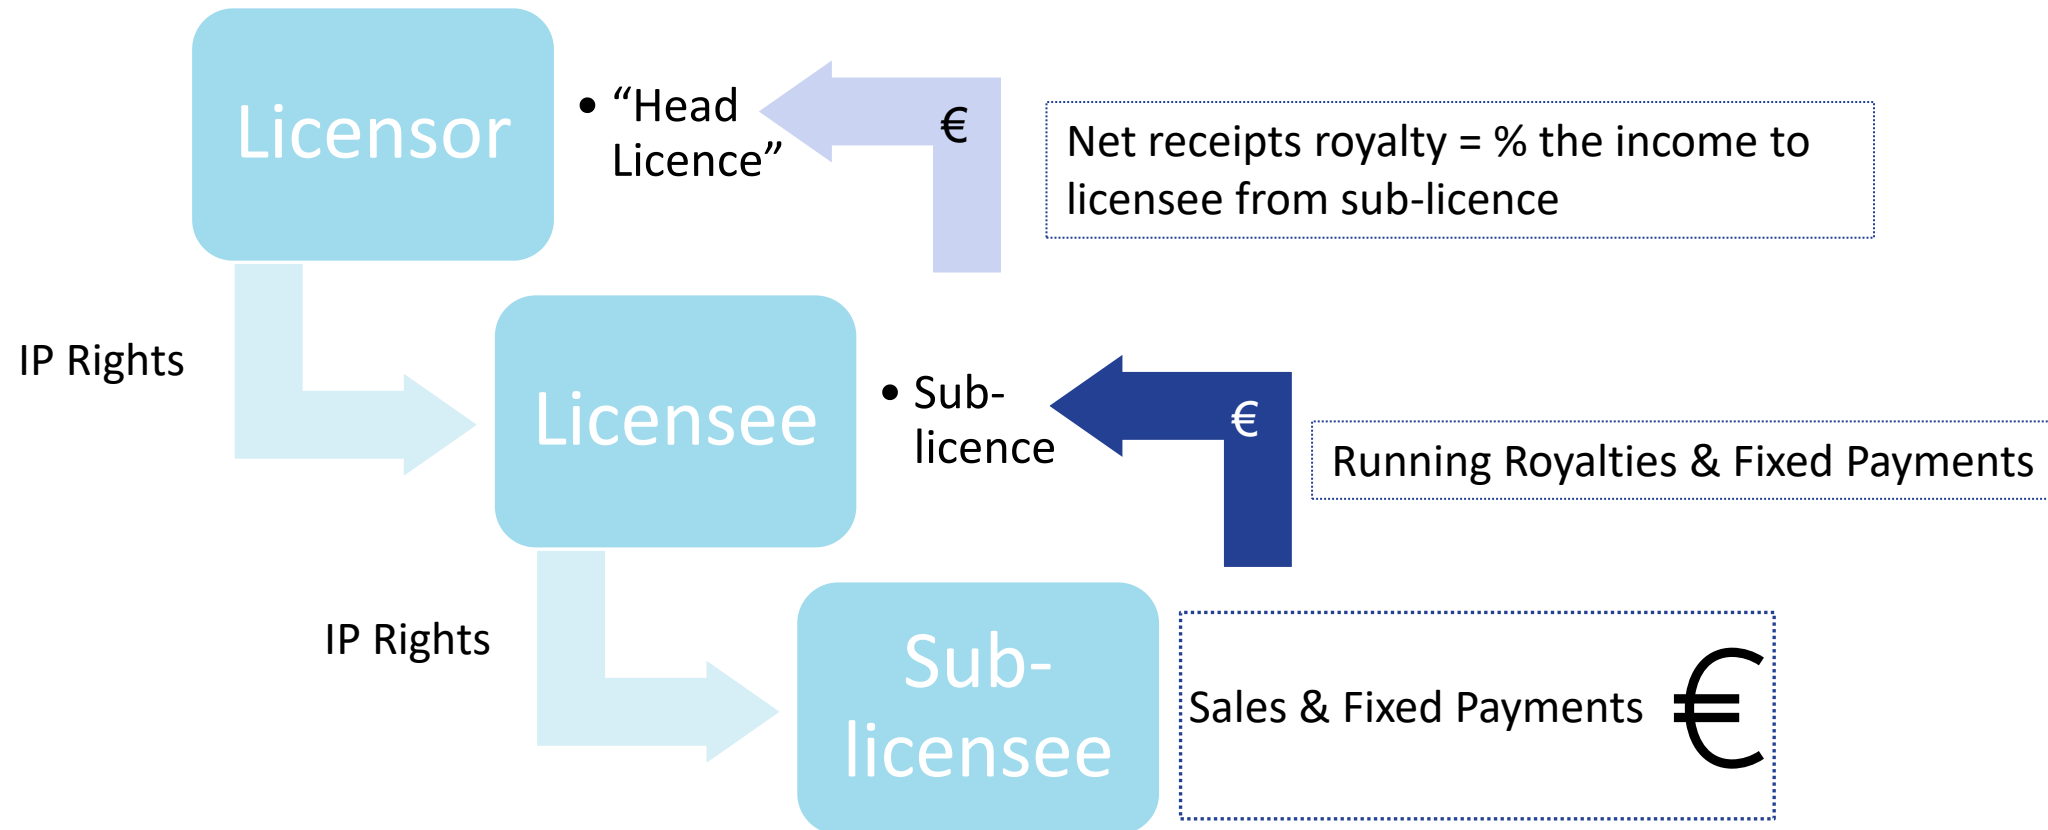 Licensor
• “Head
Licence”
€
Net receipts royalty = % the income to
licensee from sub-licence
IP Rights
Licensee
• Sub-
licence
€
Running Royalties & Fixed Payments
IP Rights
Sub-
licensee
Sales & Fixed Payments €